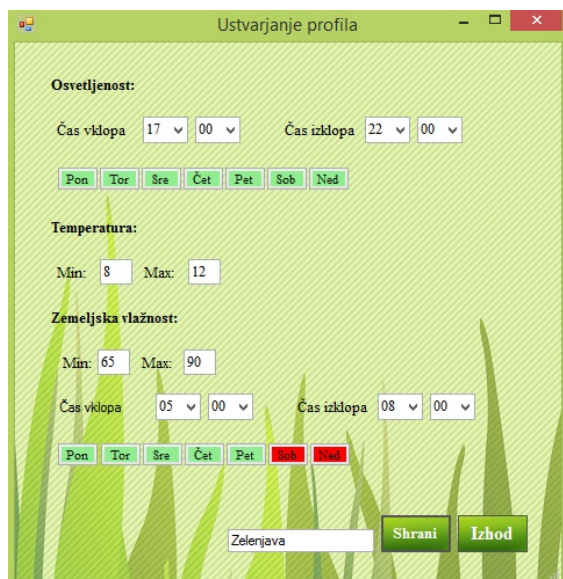 Ustvarjanje profila
Osvetljenost:
Čas vklopa 17 00 Čas izklopa 22 00
Pon Tor Sre Čet Pet Sob Ned
Temperatura:
Min: 8 Max: 12
Zemeljska vlažnost:
Min: 65 Max: 90
Čas vklopa 05 00 Čas izklopa 08 00
Pon Tor Sre Čet Pet Sob Ned
Zelenjava Shrani Izhod